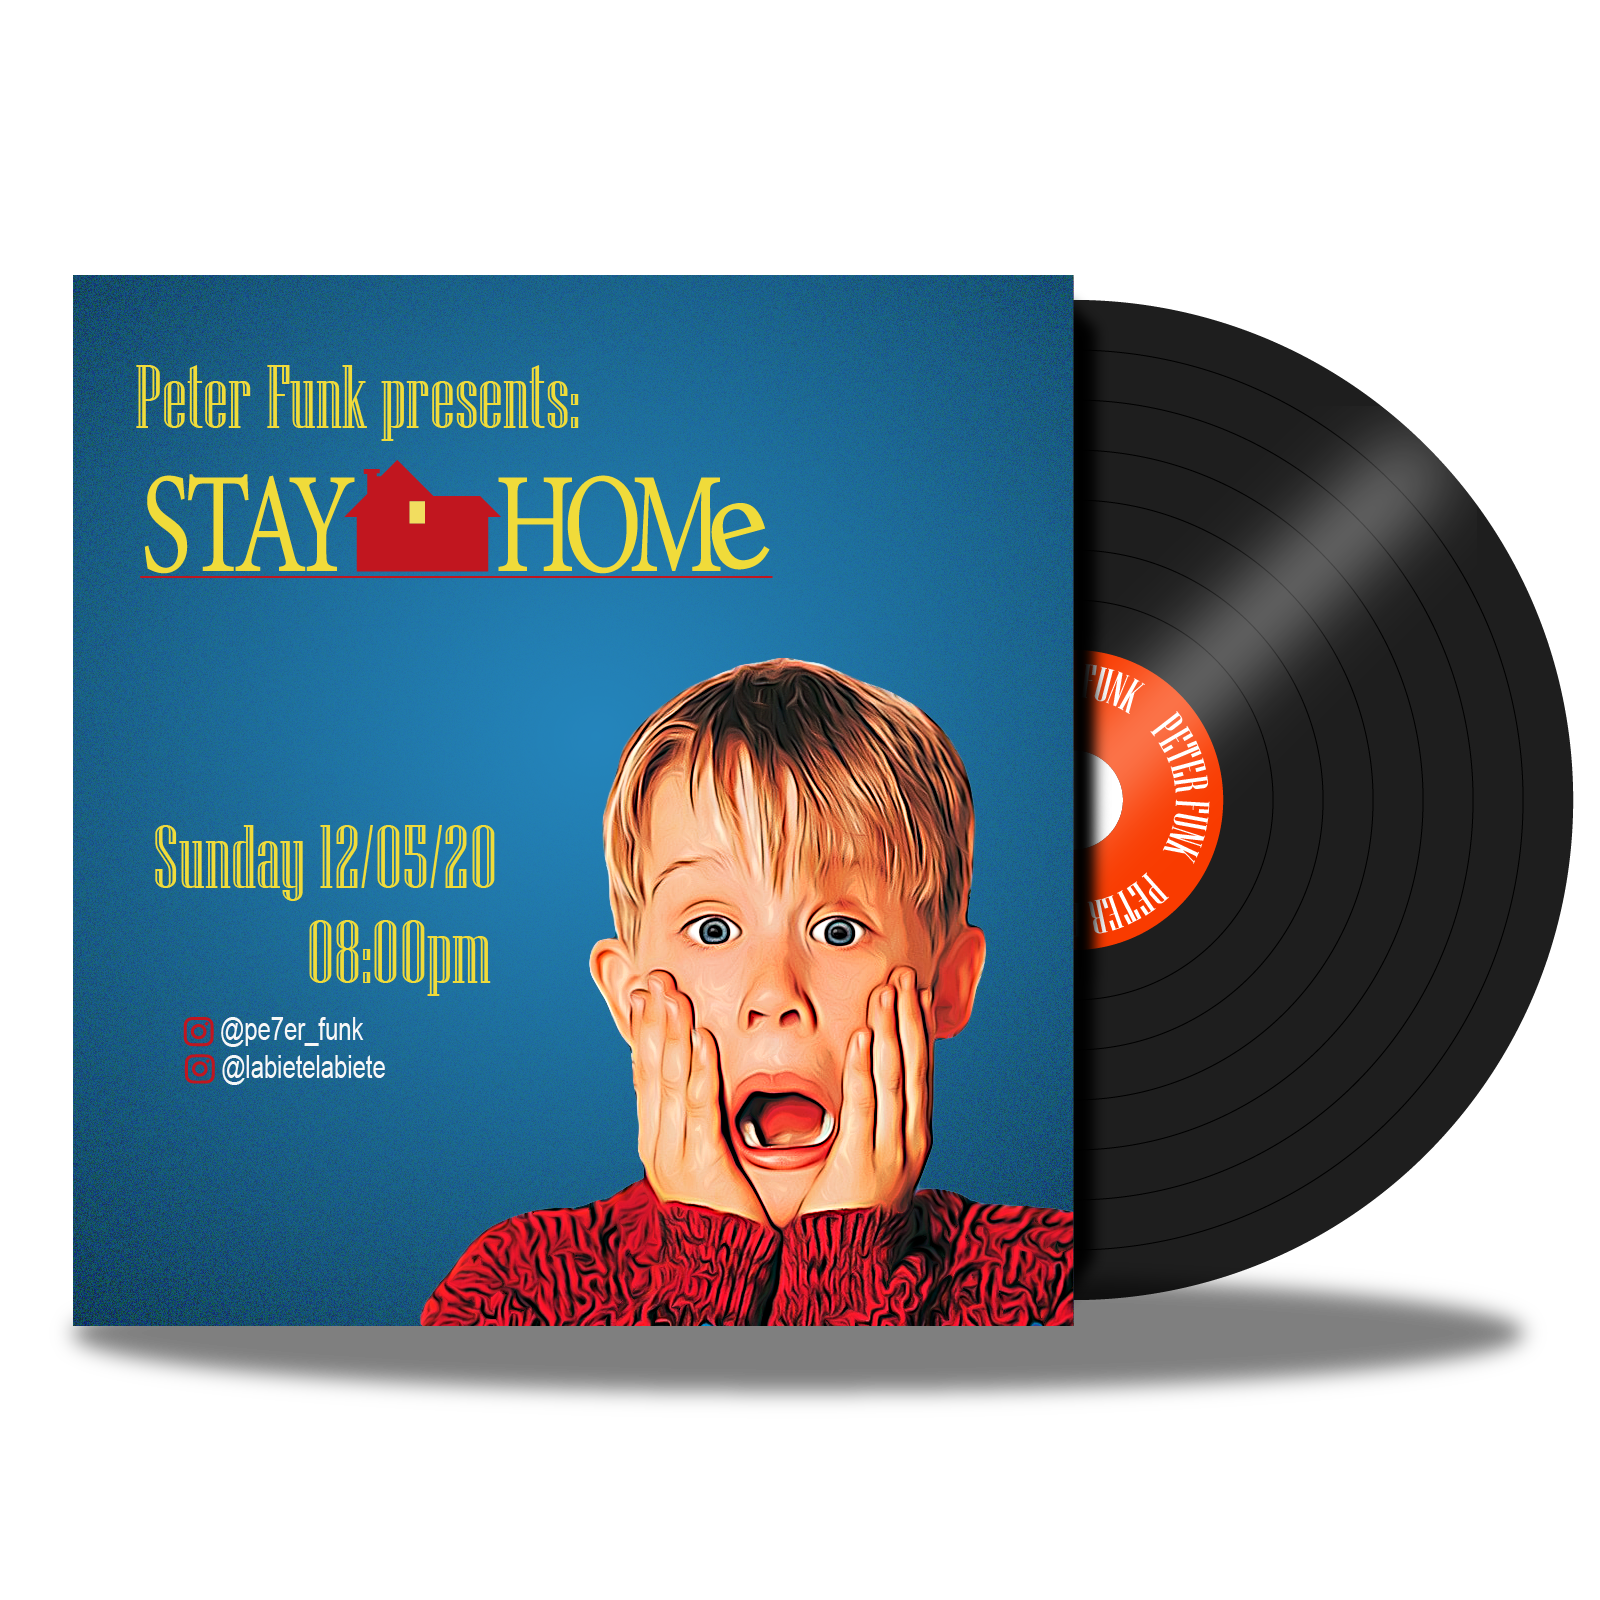 Peter Funk presents:
STAY HOMe
Sunday 12/05/20
08:00pm
@pe7er_funk
@labietelabiete
FUNK PETER FUNK PETER